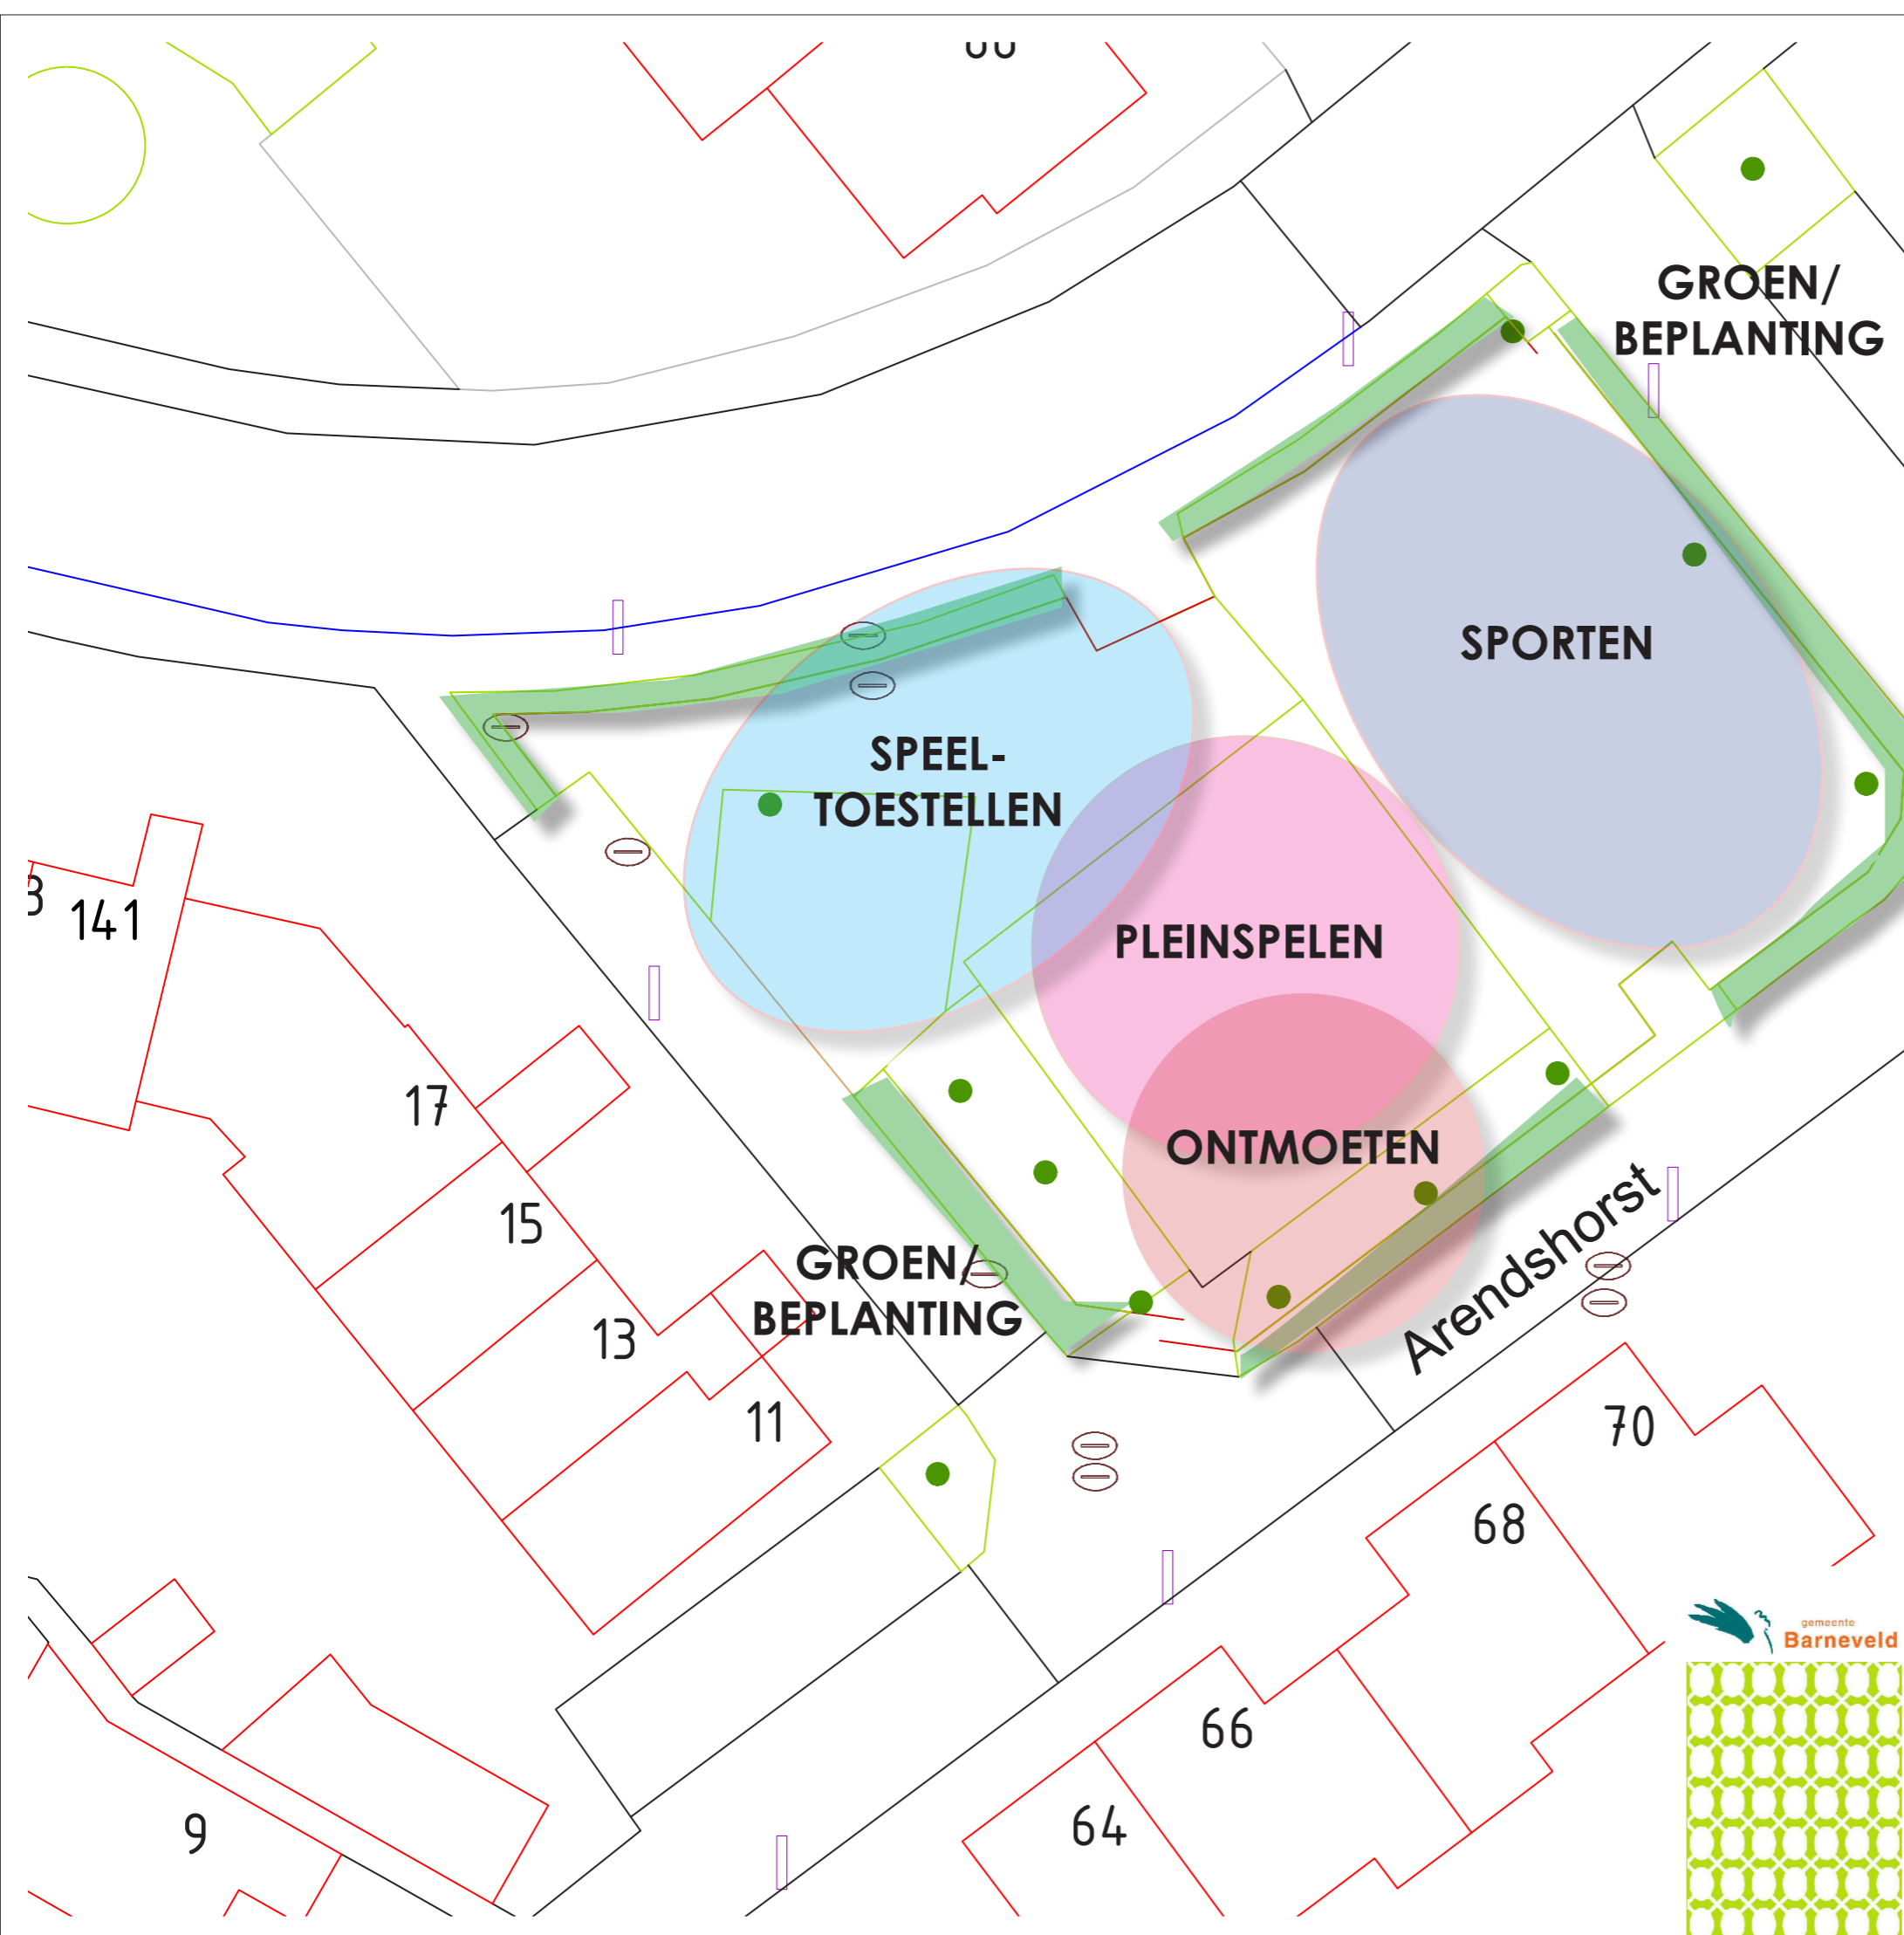 GROEN/
BEPLANTING
SPORTEN
SPEEL-
TOESTELLEN
141
PLEINSPELEN
17
ONTMOETEN
15
Arendshorst
GROEN/
BEPLANTING
13
11
70
68
gemeente
Barneveld
66
64
9